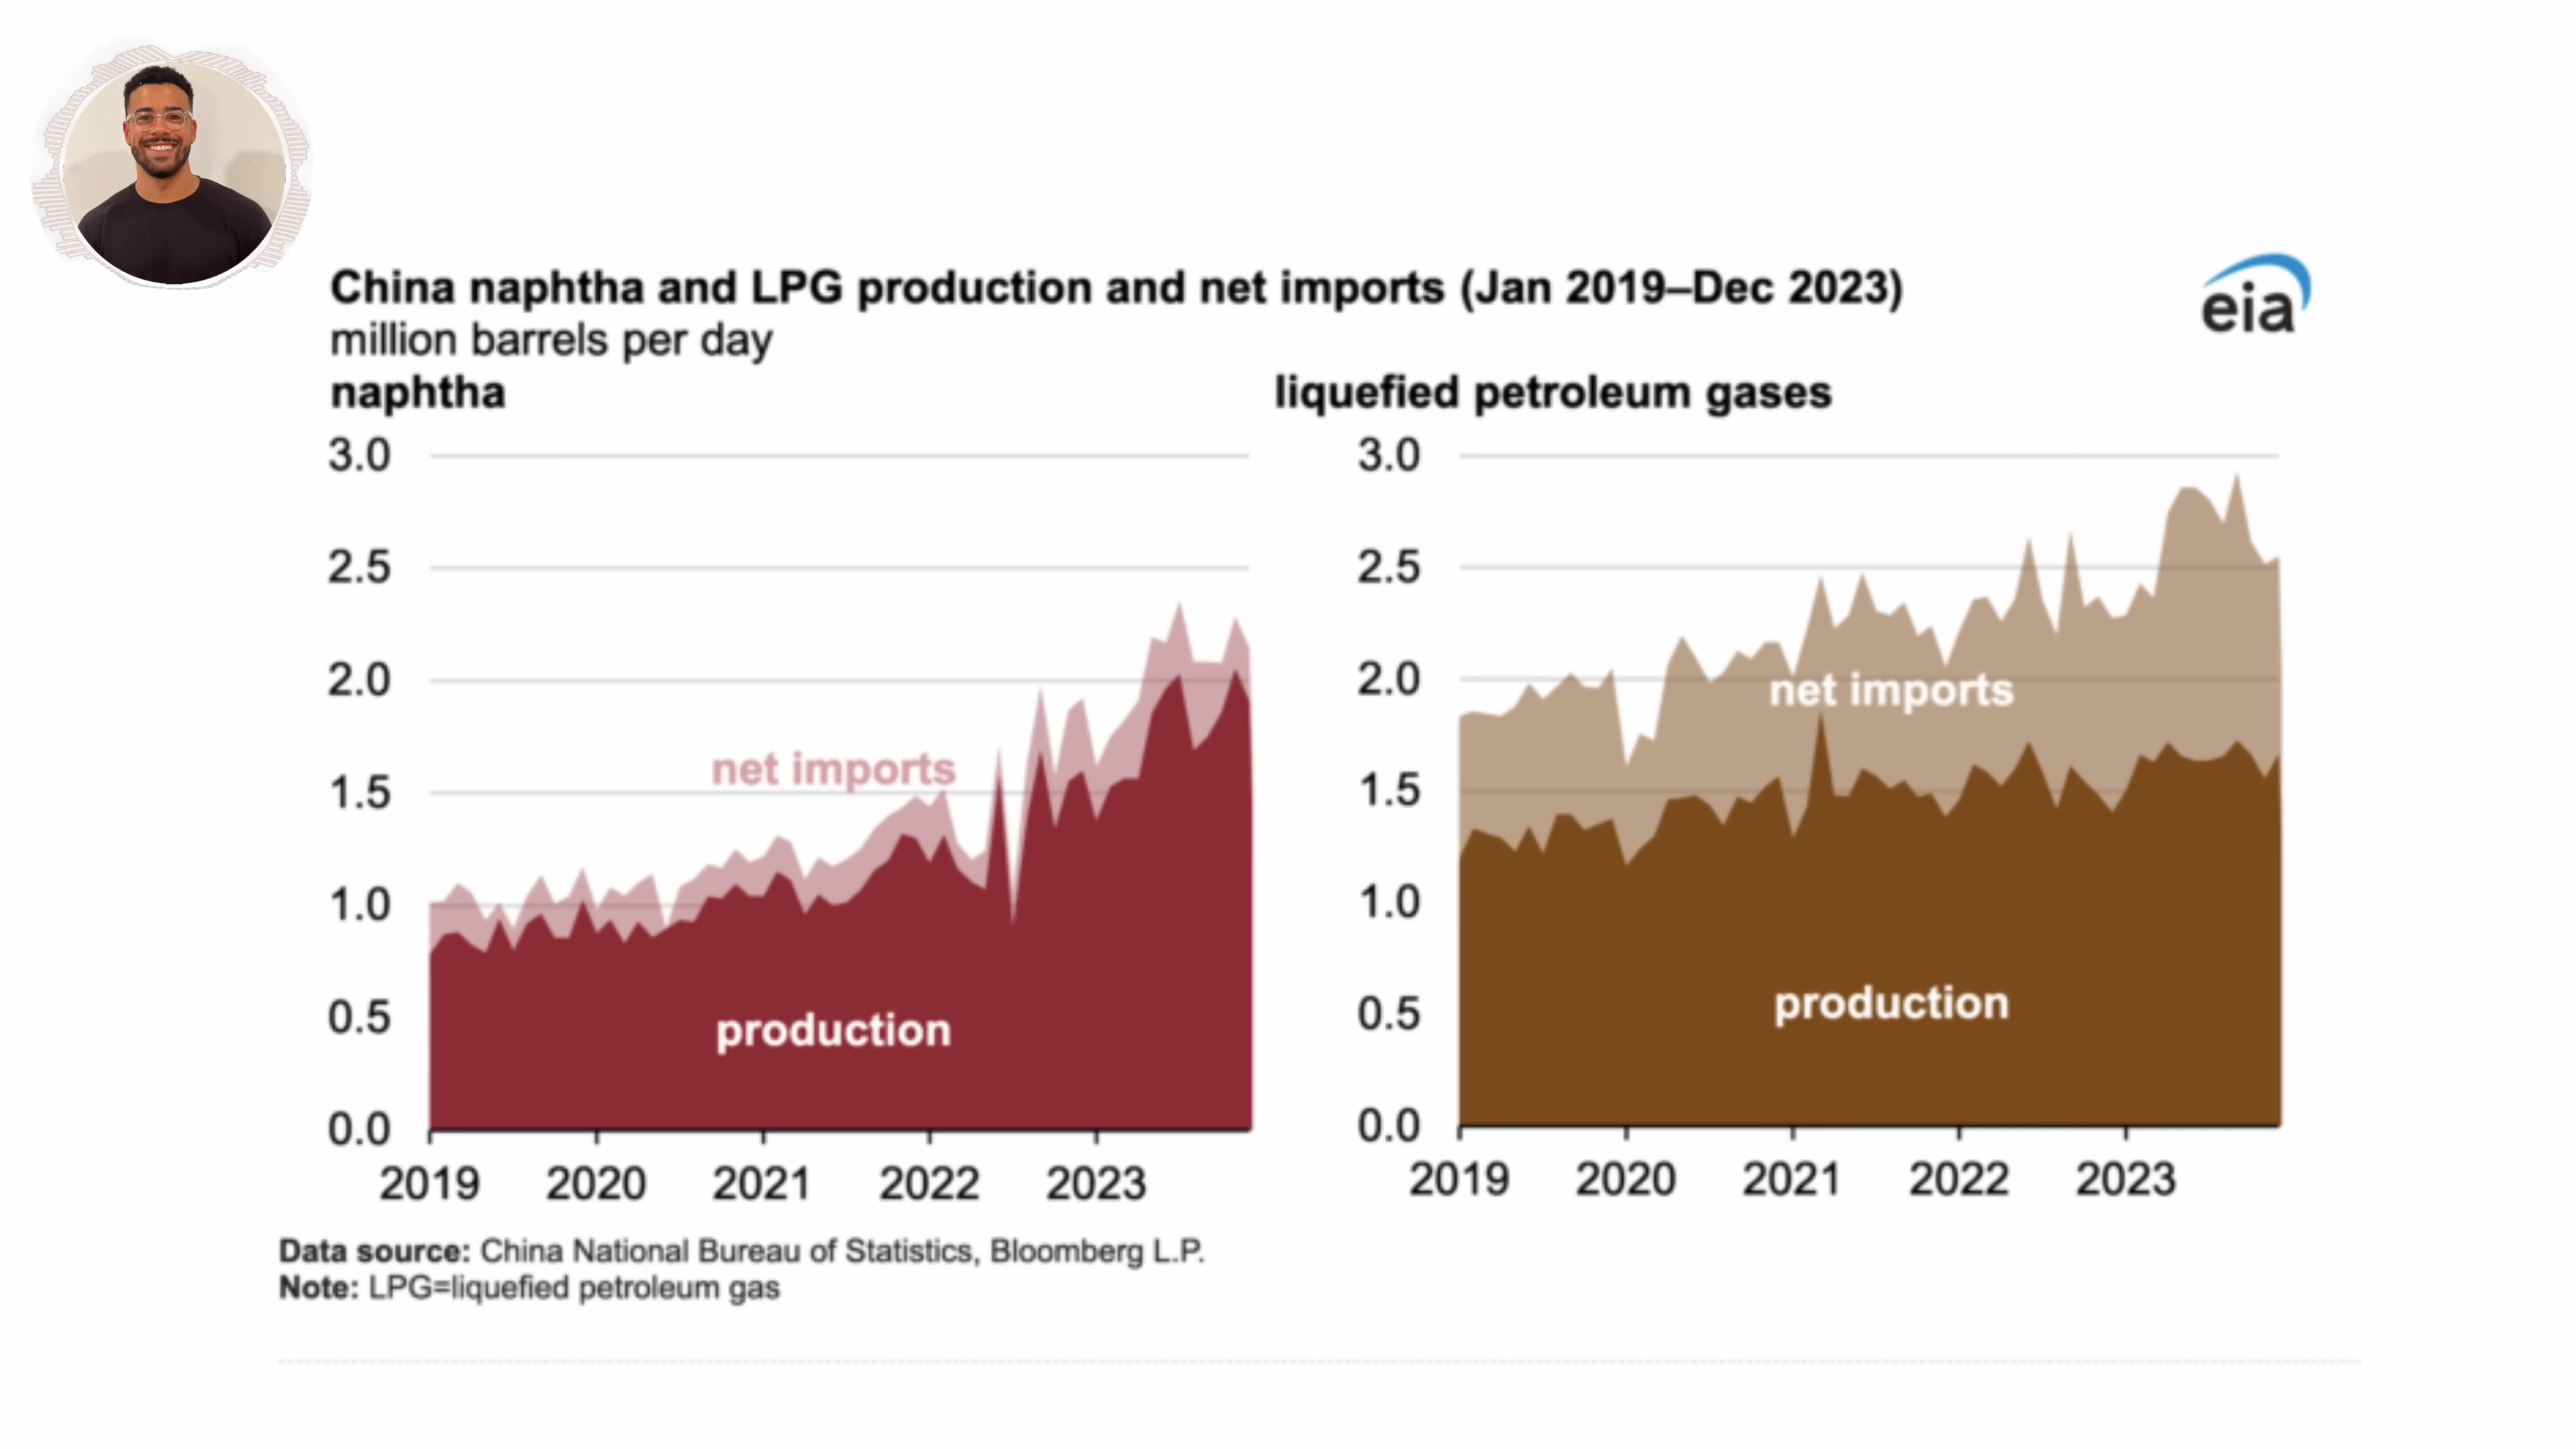 China naphtha and LPG production and net imports (Jan 2019–Dec 2023)
eia
million barrels per day
naphtha
3.0
2.5
2.0
1.5
1.0
0.5
0.0
net imports
production
2019 2020 2021 2022 2023
liquefied petroleum gases
3.0
2.5
2.0
1.5
1.0
0.5
0.0
net imports
production
2019 2020 2021 2022 2023
Data source: China National Bureau of Statistics, Bloomberg L.P.
Note: LPG=liquefied petroleum gas